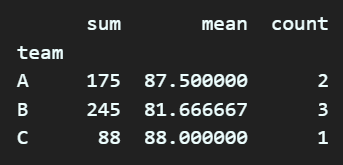 sum mean count
team
A 175 87.500000 2
B 245 81.666667 3
C 88 88.000000 1